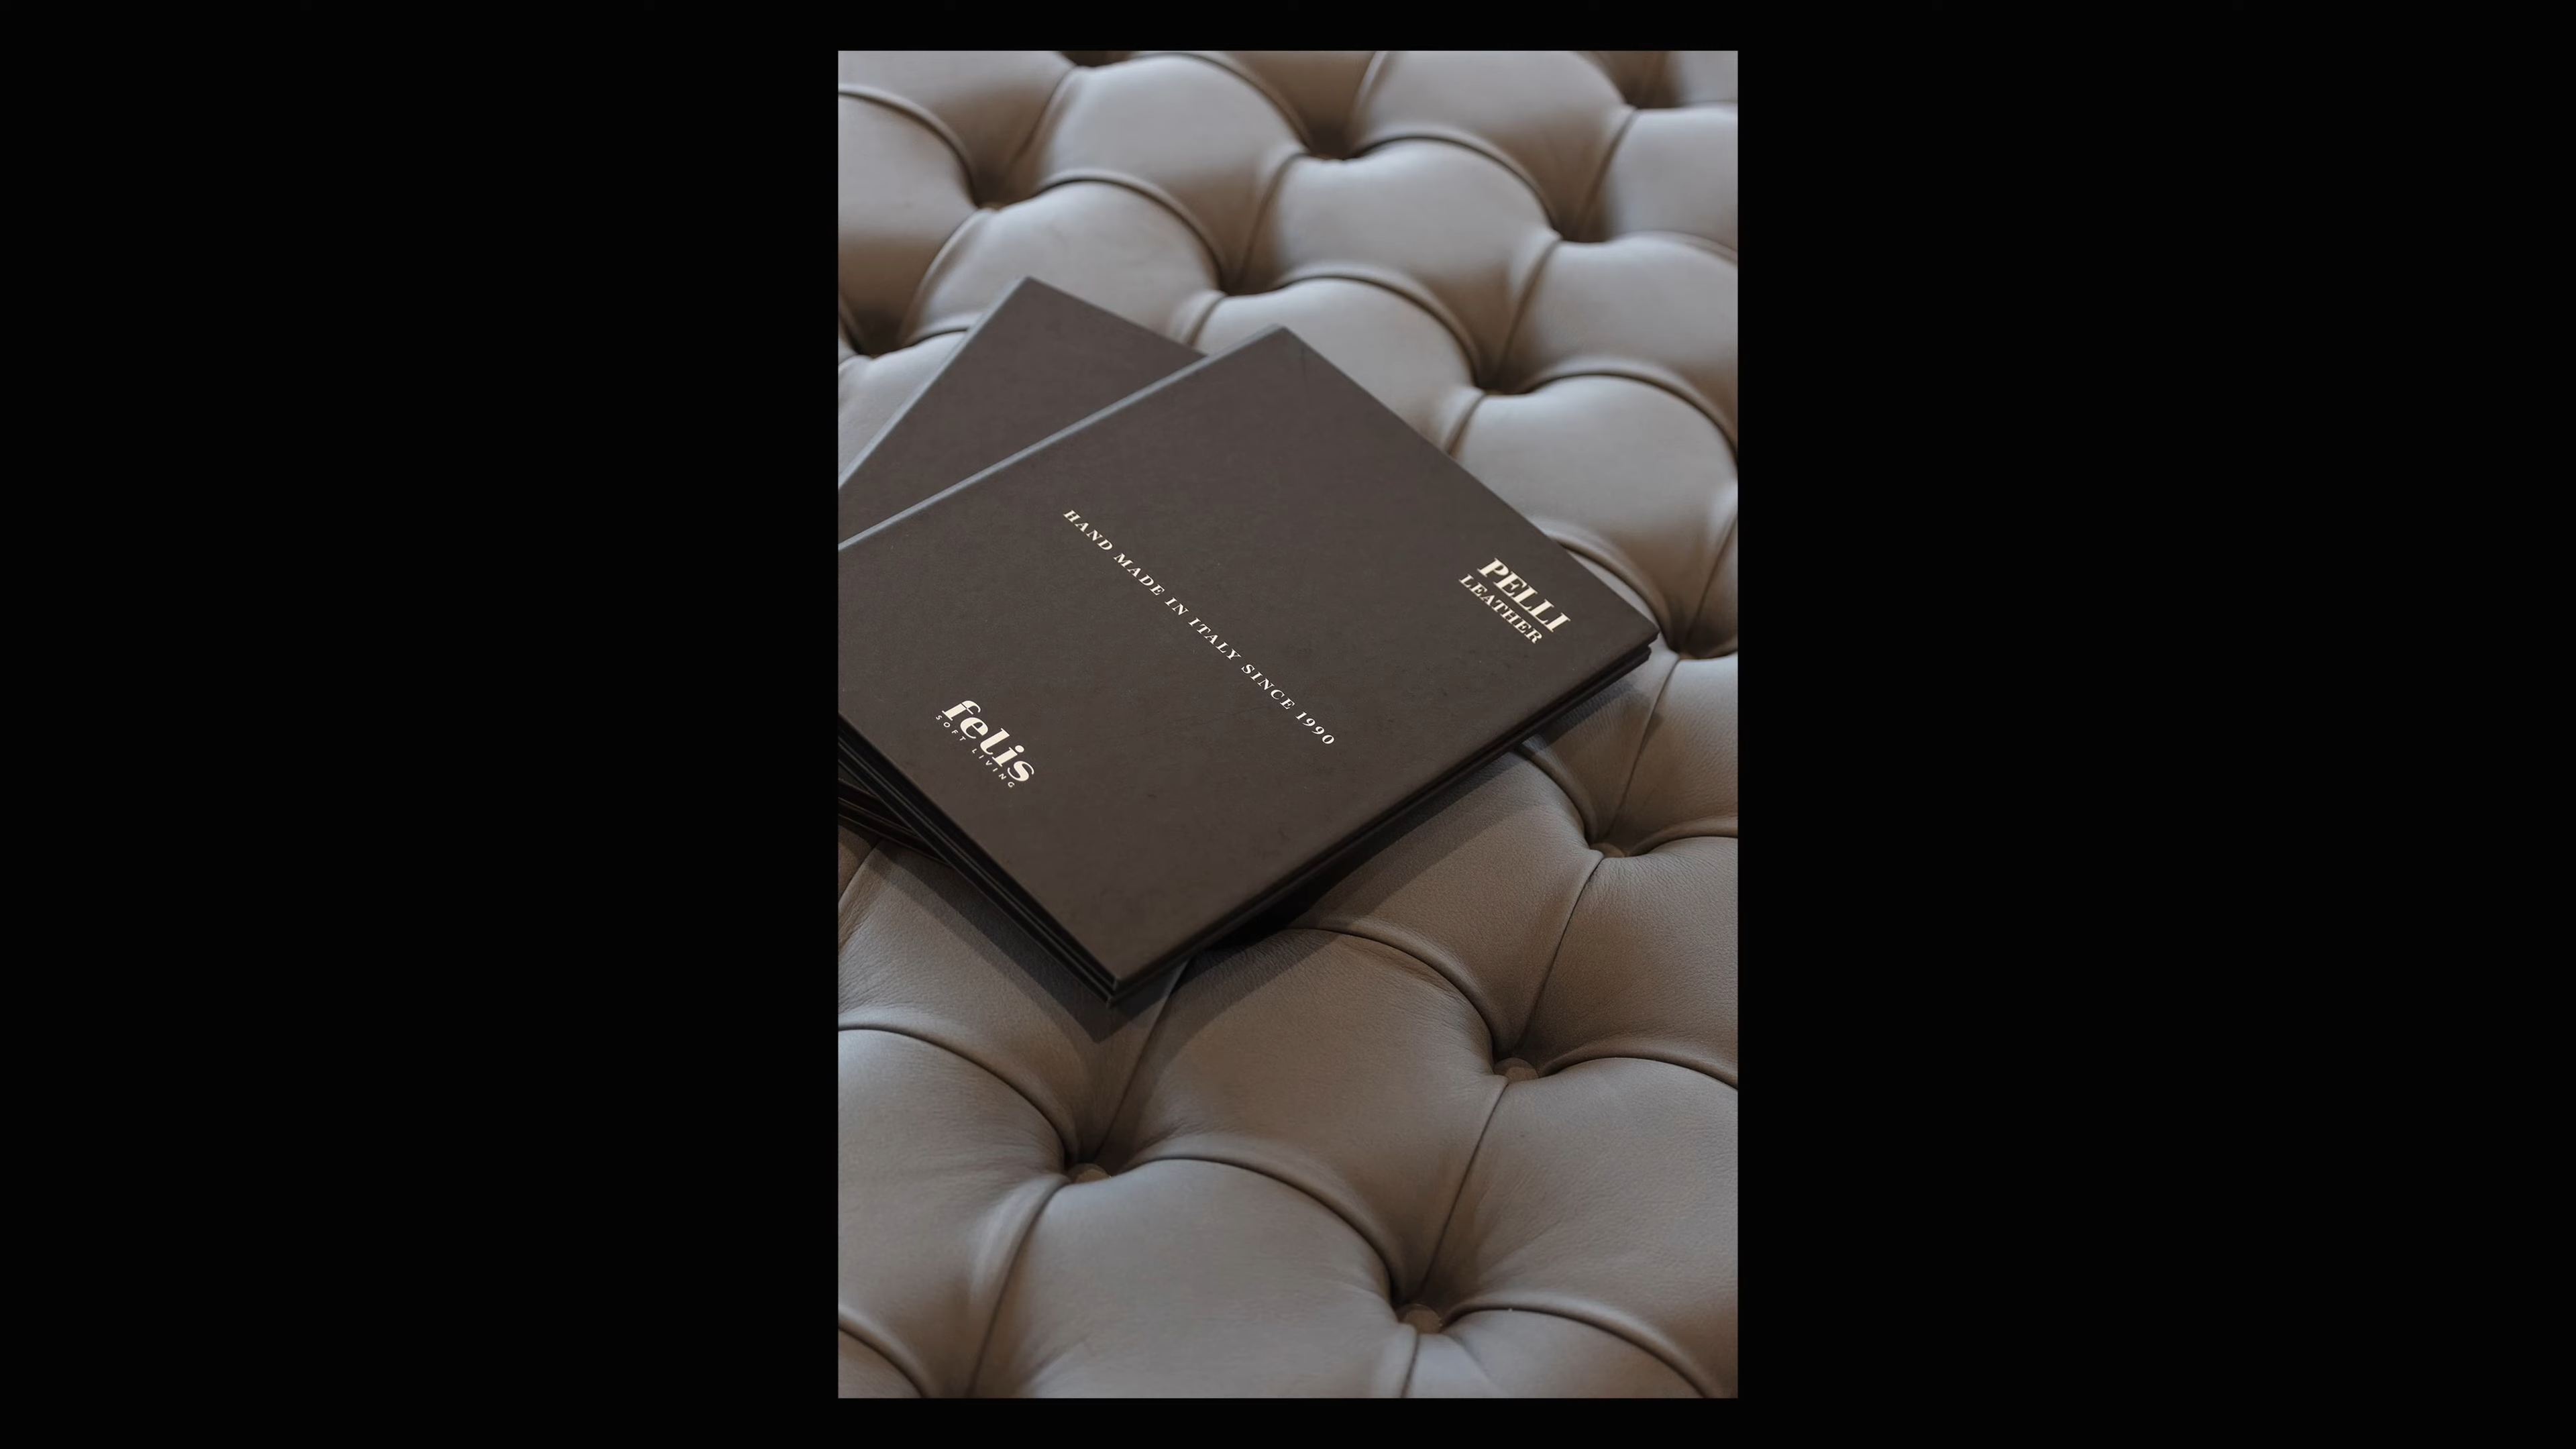 PELLI
LEATHER
HAND MADE IN ITALY SINCE 1990
felis
SOFT LIVING